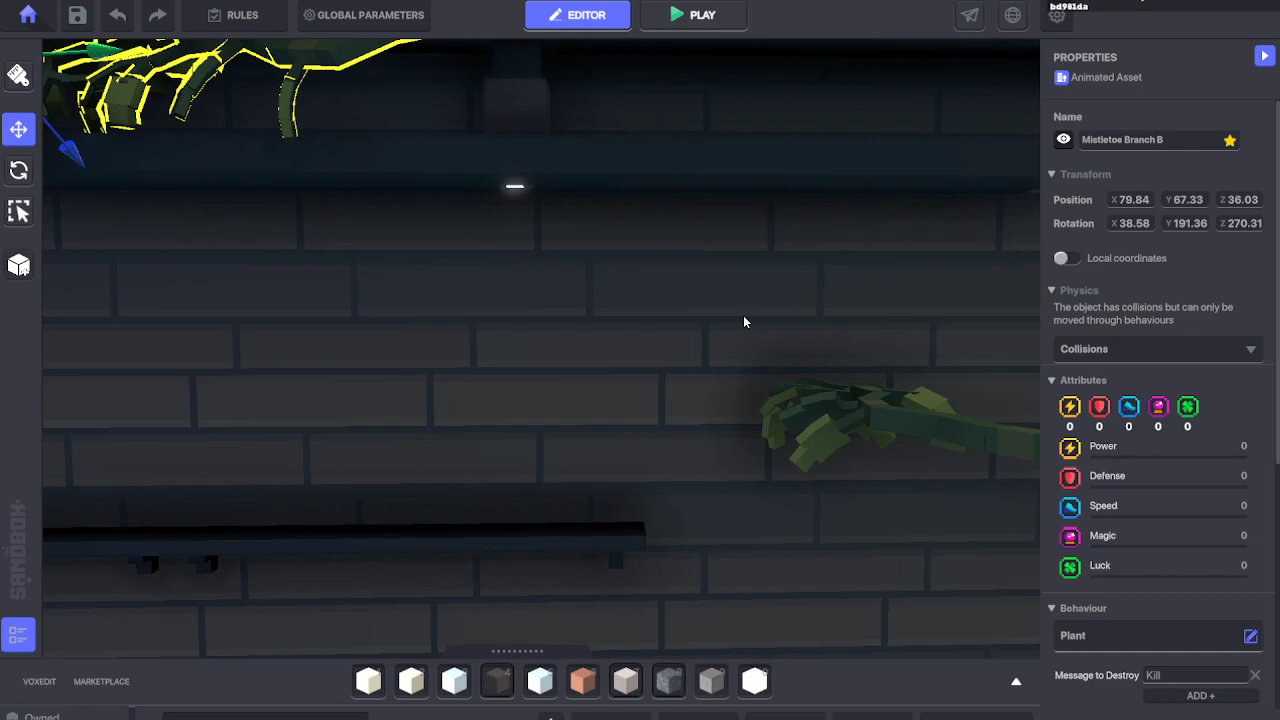 RULES
GLOBAL PARAMETERS
EDITOR
PLAY
bd981da
PROPERTIES
Animated Asset
Name
Mistletoe Branch B
Transform
Position X 79.84 Y 67.33 Z 36.03
Rotation X 38.58 Y 191.36 Z 270.31
Local coordinates
Physics
The object has collisions but can only be
moved through behaviours
Collisions
Attributes
0 0 0 0 0
Power 0
Defense 0
Speed 0
Magic 0
Luck 0
Behaviour
Plant
Message to Destroy Kill
ADD +
THE SANDBOX
VOXEDIT
MARKETPLACE
Owned